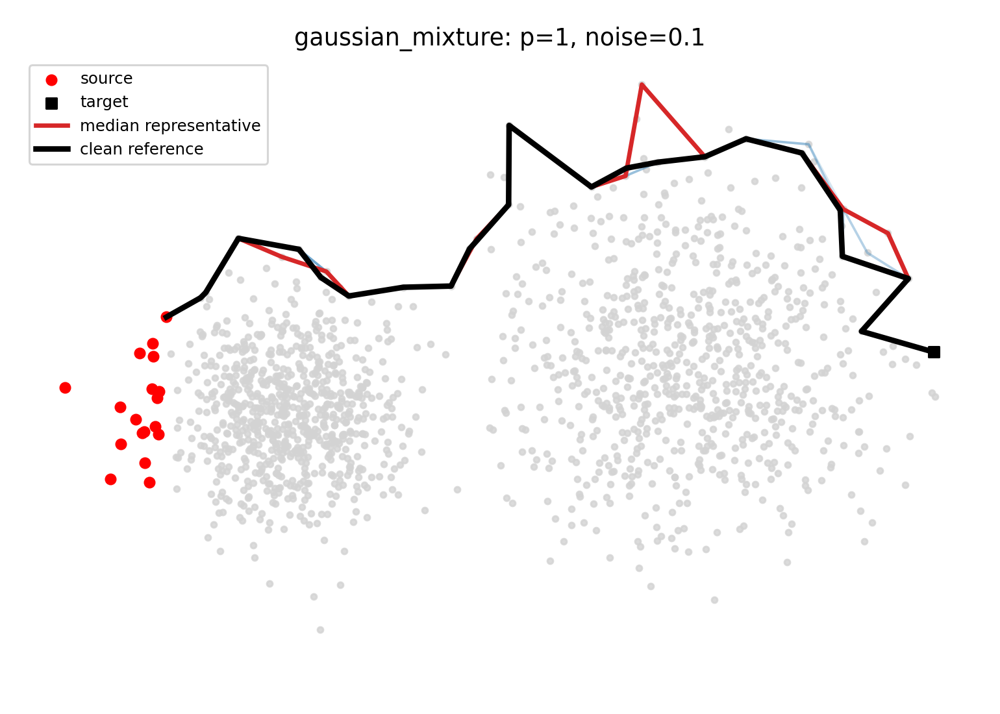 gaussian_mixture: p=1, noise=0.1
source
target
median representative
clean reference